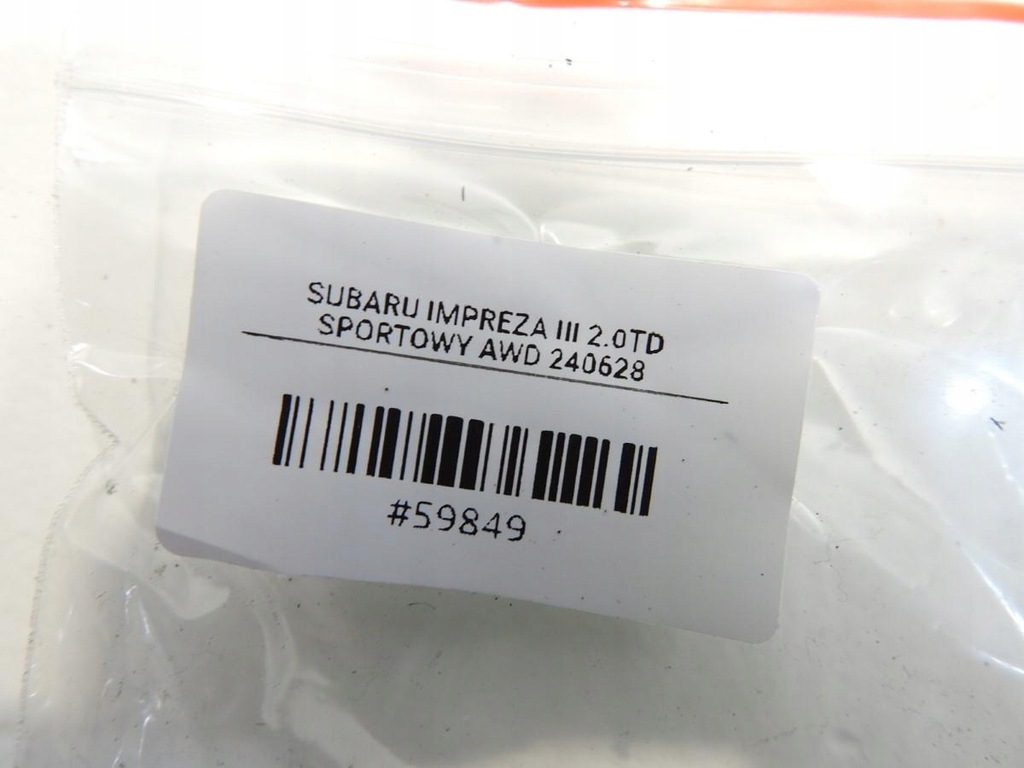 SUBARU IMPREZA III 2.0TD
SPORTOWY AWD 240628
#59849